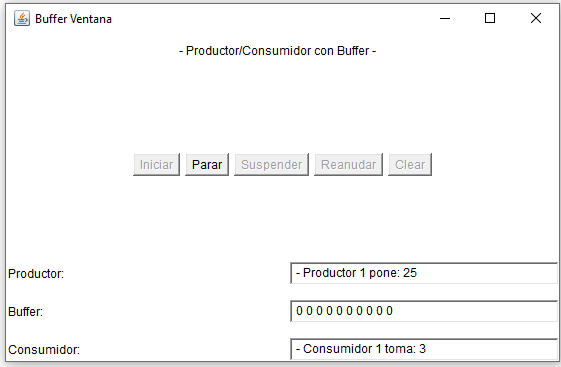 Buffer Ventana
- Productor/Consumidor con Buffer -
Iniciar Parar Suspender Reanudar Clear
Productor: - Productor 1 pone: 25
Buffer: 0 0 0 0 0 0 0 0 0 0
Consumidor: - Consumidor 1 toma: 3